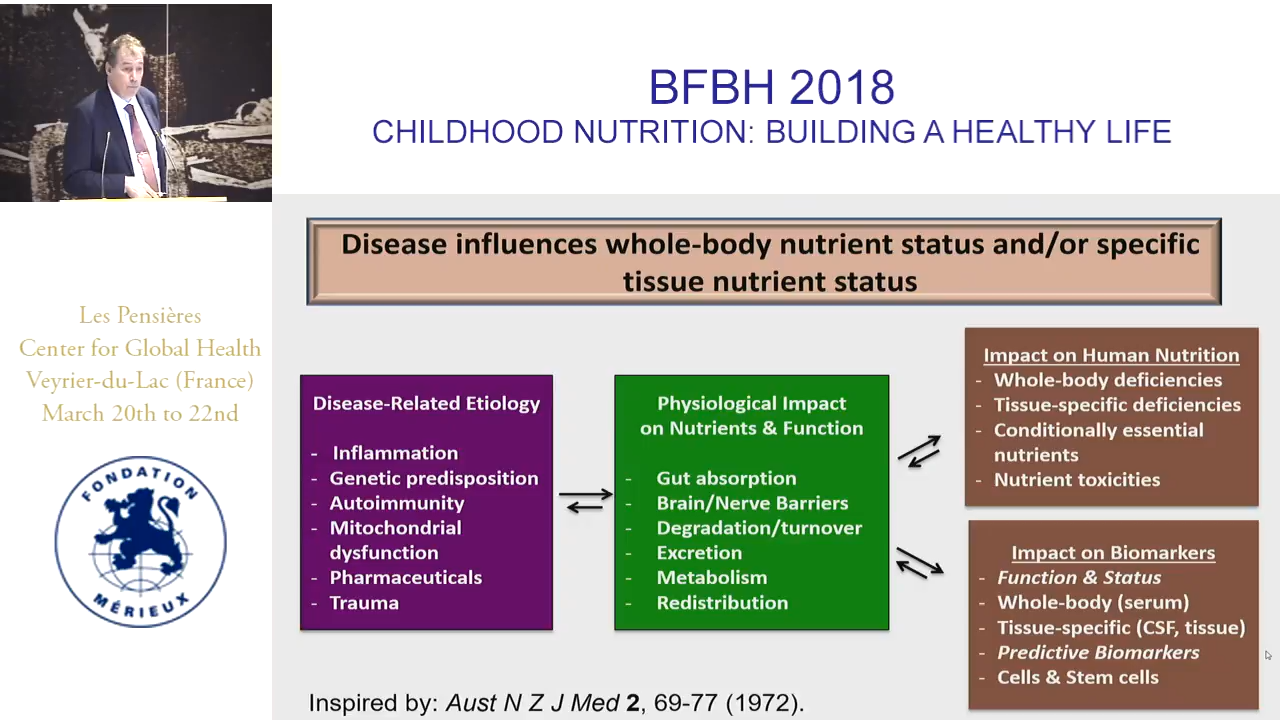 BFBH 2018
CHILDHOOD NUTRITION: BUILDING A HEALTHY LIFE
Les Pensières
Center for Global Health
Veyrier-du-Lac (France)
March 20th to 22nd
FONDATION
MÉRIEUX
Disease influences whole-body nutrient status and/or specific
tissue nutrient status
Disease-Related Etiology
- Inflammation
- Genetic predisposition
- Autoimmunity
- Mitochondrial
dysfunction
- Pharmaceuticals
- Trauma
Physiological Impact
on Nutrients & Function
- Gut absorption
- Brain/Nerve Barriers
- Degradation/turnover
- Excretion
- Metabolism
- Redistribution
Impact on Human Nutrition
- Whole-body deficiencies
- Tissue-specific deficiencies
- Conditionally essential
nutrients
- Nutrient toxicities
Impact on Biomarkers
- Function & Status
- Whole-body (serum)
- Tissue-specific (CSF, tissue)
- Predictive Biomarkers
- Cells & Stem cells
Inspired by: Aust N Z J Med 2, 69-77 (1972).